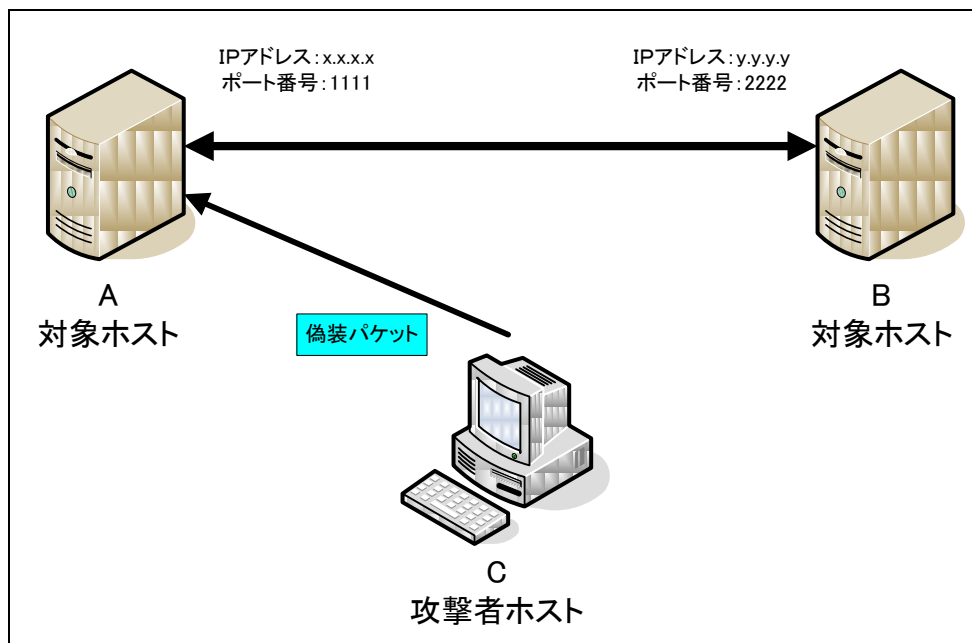 IPアドレス:x.x.x.x
ポート番号:1111
IPアドレス:y.y.y.y
ポート番号:2222
A
対象ホスト
B
対象ホスト
偽装パケット
C
攻撃者ホスト